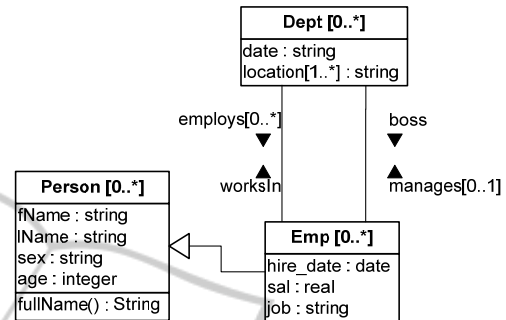 Dept [0..*]
date : string
location[1..*] : string
employs[0..*]
boss
worksIn
manages[0..1]
Person [0..*]
fName : string
lName : string
sex : string
age : integer
fullName() : String
Emp [0..*]
hire_date : date
sal : real
job : string